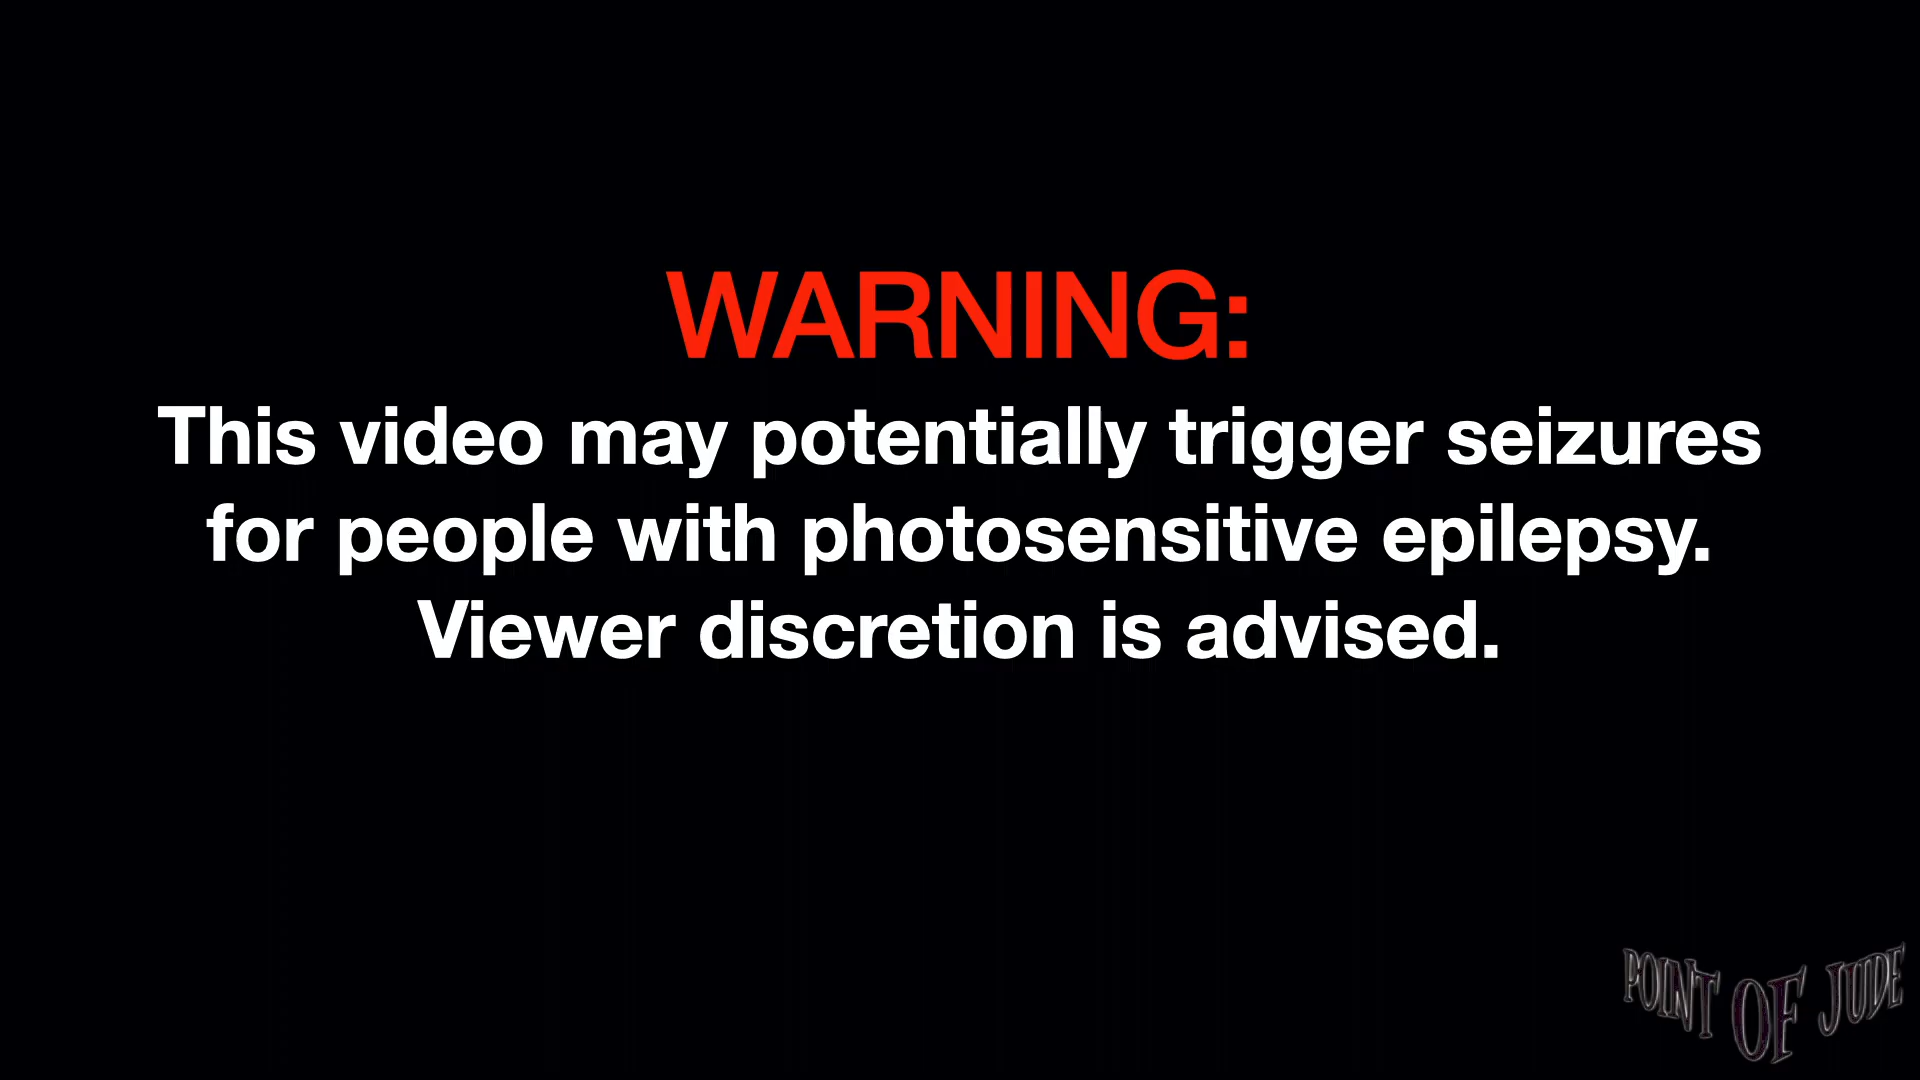 WARNING:
This video may potentially trigger seizures
for people with photosensitive epilepsy.
Viewer discretion is advised.
POINT OF JUDE